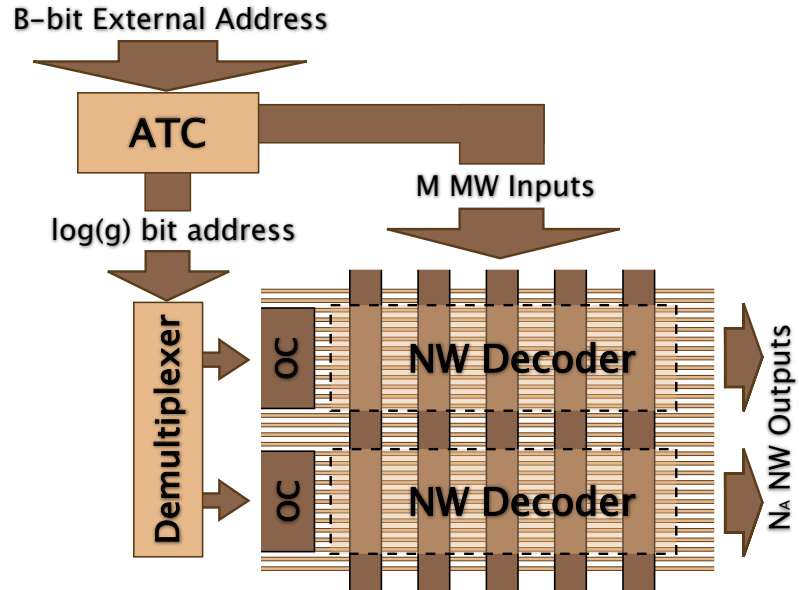 B-bit External Address
ATC
M MW Inputs
log(g) bit address
Demultiplexer
OC
NW Decoder
OC
NW Decoder
NA NW Outputs